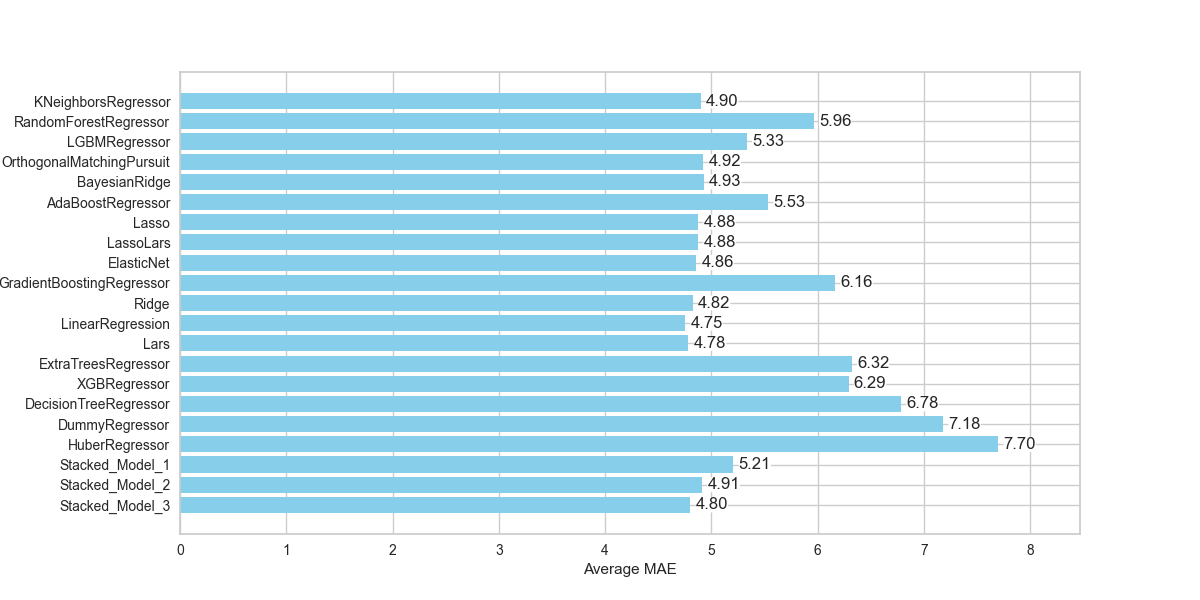 KNeighborsRegressor 4.90
RandomForestRegressor 5.96
LGBMRegressor 5.33
OrthogonalMatchingPursuit 4.92
BayesianRidge 4.93
AdaBoostRegressor 5.53
Lasso 4.88
LassoLars 4.88
ElasticNet 4.86
GradientBoostingRegressor 6.16
Ridge 4.82
LinearRegression 4.75
Lars 4.78
ExtraTreesRegressor 6.32
XGBRegressor 6.29
DecisionTreeRegressor 6.78
DummyRegressor 7.18
HuberRegressor 7.70
Stacked_Model_1 5.21
Stacked_Model_2 4.91
Stacked_Model_3 4.80
0 1 2 3 4 5 6 7 8
Average MAE